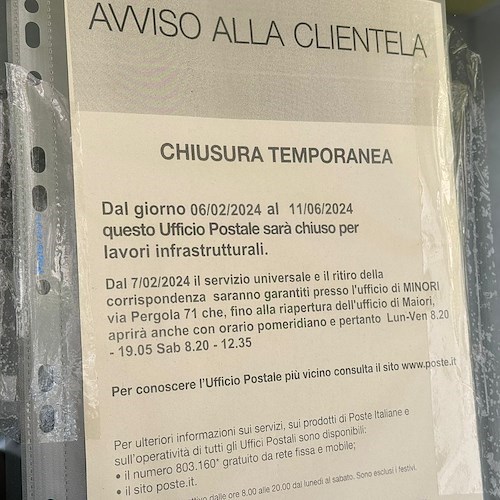 AVVISO ALLA CLIENTELA
CHIUSURA TEMPORANEA
Dal giorno 06/02/2024 al 11/06/2024
questo Ufficio Postale sarà chiuso per
lavori infrastrutturali.
Dal 7/02/2024 il servizio universale e il ritiro della
corrispondenza saranno garantiti presso l'ufficio di MINORI
via Pergola 71 che, fino alla riapertura dell'ufficio di Maiori,
aprirà anche con orario pomeridiano e pertanto Lun-Ven 8.20
- 19.05 Sab 8.20 - 12.35
Per conoscere l'Ufficio Postale più vicino consulta il sito www.poste.it
Per ulteriori informazioni sui servizi, sui prodotti di Poste Italiane e
sull'operatività di tutti gli Uffici Postali sono disponibili:
• il numero 803.160* gratuito da rete fissa e mobile;
• il sito poste.it.
dalle ore 8.00 alle 20.00 dal lunedì al sabato. Sono esclusi i festivi.